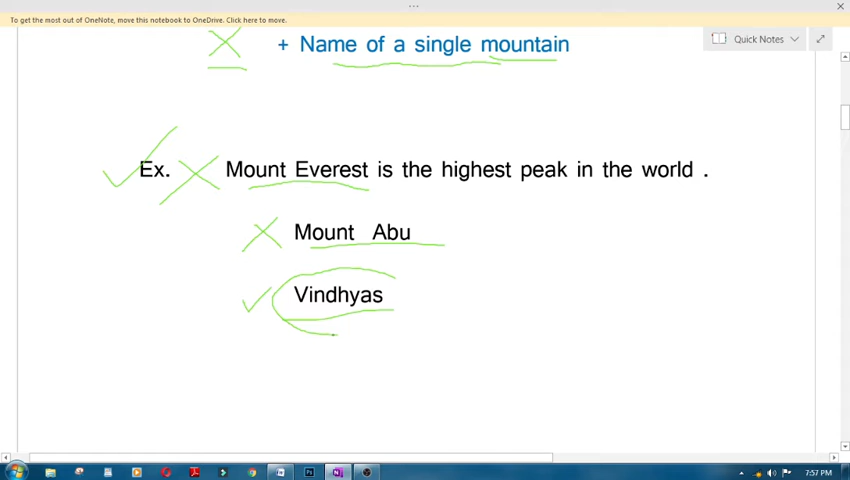 To get the most out of OneNote, move this notebook to OneDrive. Click here to move.
Quick Notes
+ Name of a single mountain
Ex. Mount Everest is the highest peak in the world .
Mount Abu
Vindhyas
7:57 PM